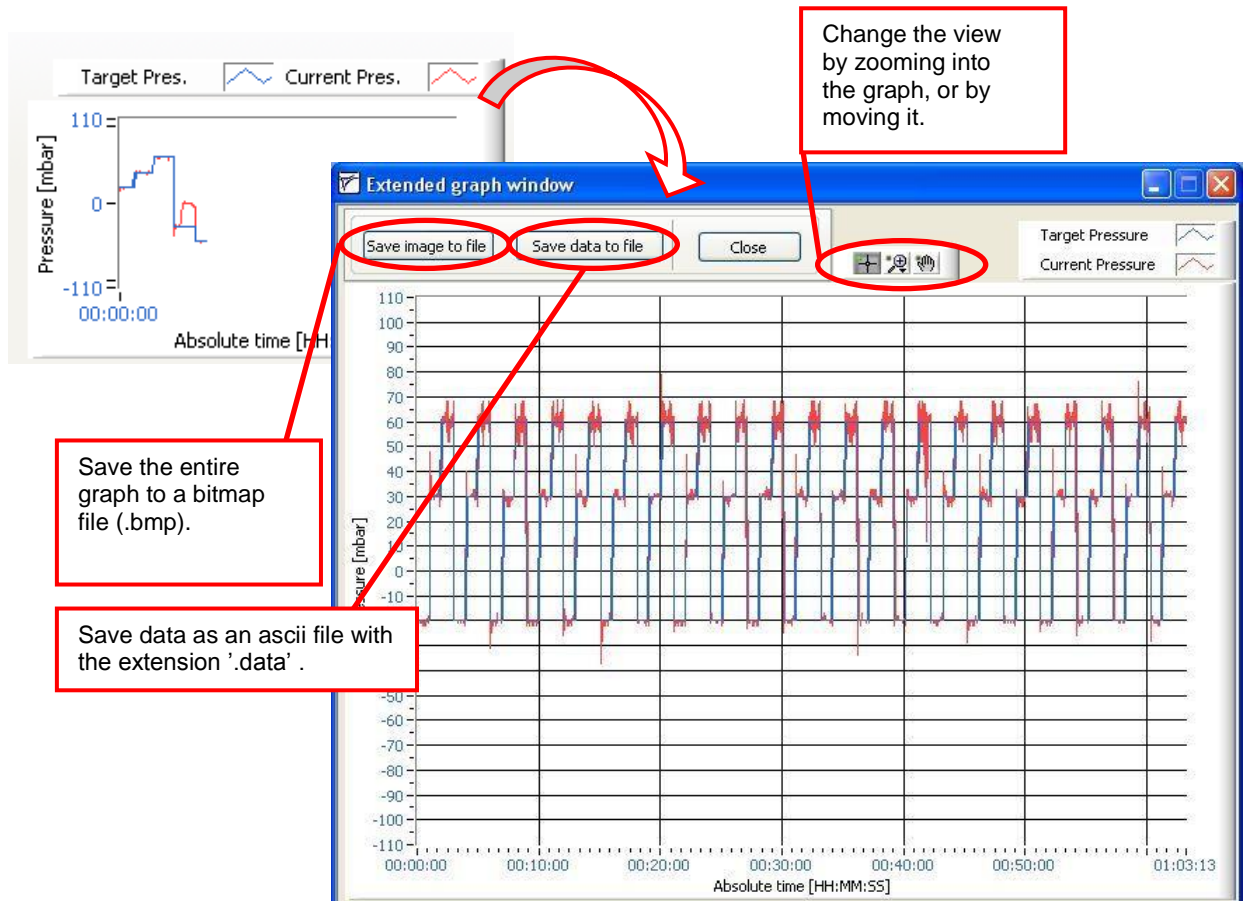 Target Pres.
Current Pres.
110
0
-110
Pressure [mbar]
00:00:00
Absolute time [HH:
Change the view
by zooming into
the graph, or by
moving it.
Extended graph window
Save image to file
Save data to file
Close
Target Pressure
Current Pressure
110
100
90
80
70
60
50
40
30
20
10
0
-10
-50
-60
-70
-80
-90
-100
-110
[mbar]
00:00:00
00:10:00
00:20:00
00:30:00
00:40:00
00:50:00
01:03:13
Absolute time [HH:MM:SS]
Save the entire
graph to a bitmap
file (.bmp).
Save data as an ascii file with
the extension '.data' .